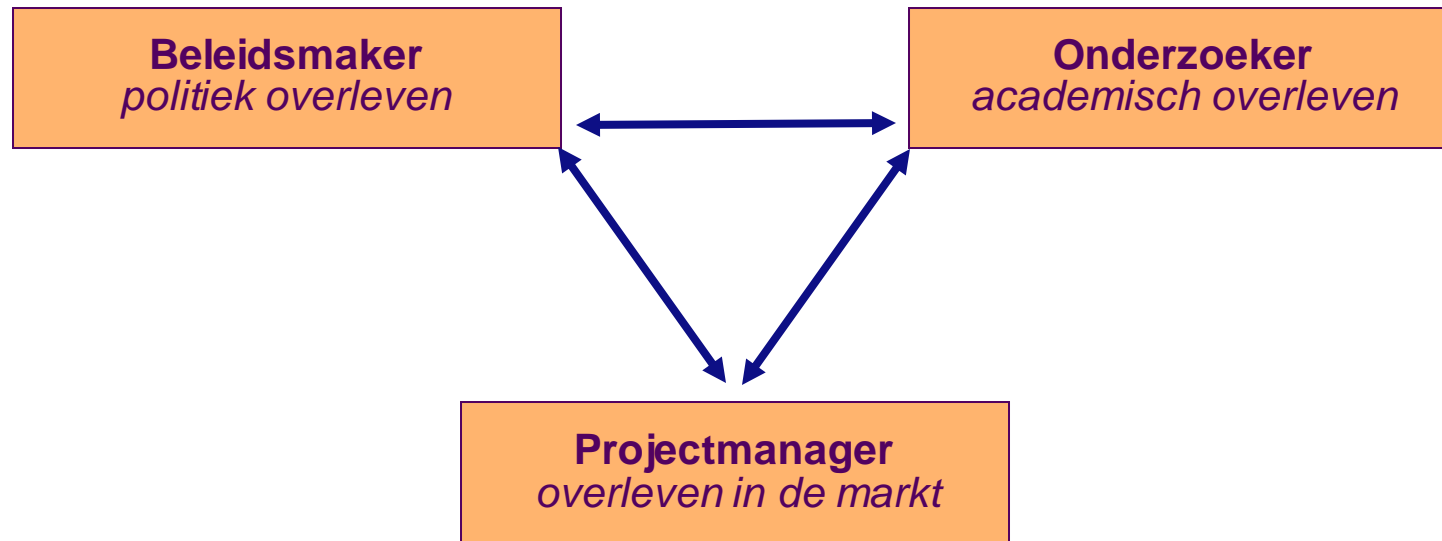 Beleidsmaker
politiek overleven
Onderzoeker
academisch overleven
Projectmanager
overleven in de markt